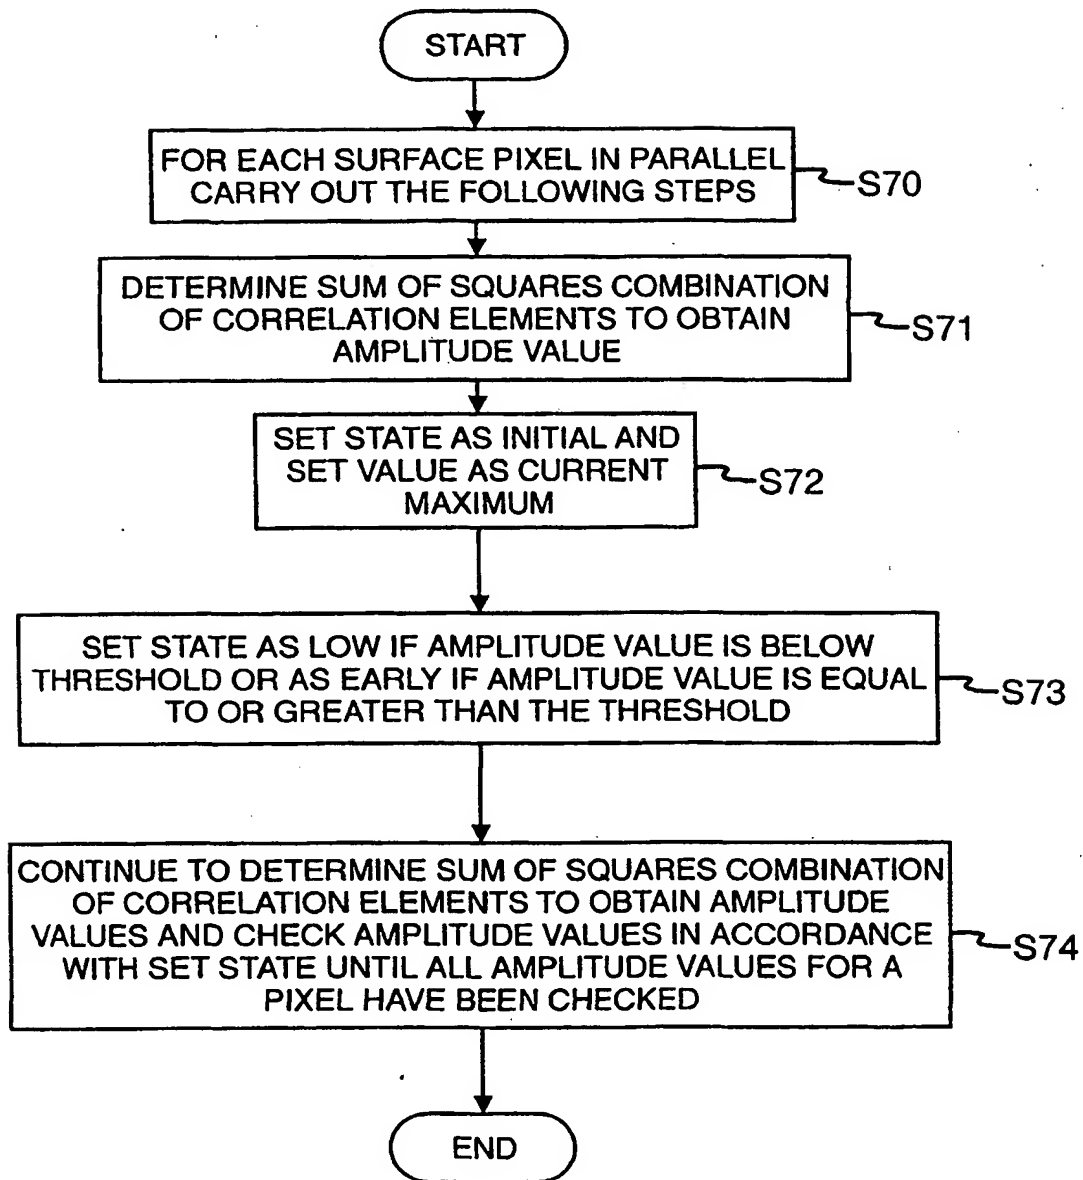 START
FOR EACH SURFACE PIXEL IN PARALLEL
CARRY OUT THE FOLLOWING STEPS
S70
DETERMINE SUM OF SQUARES COMBINATION
OF CORRELATION ELEMENTS TO OBTAIN
AMPLITUDE VALUE
S71
SET STATE AS INITIAL AND
SET VALUE AS CURRENT
MAXIMUM
S72
SET STATE AS LOW IF AMPLITUDE VALUE IS BELOW
THRESHOLD OR AS EARLY IF AMPLITUDE VALUE IS EQUAL
TO OR GREATER THAN THE THRESHOLD
S73
CONTINUE TO DETERMINE SUM OF SQUARES COMBINATION
OF CORRELATION ELEMENTS TO OBTAIN AMPLITUDE
VALUES AND CHECK AMPLITUDE VALUES IN ACCORDANCE
WITH SET STATE UNTIL ALL AMPLITUDE VALUES FOR A
PIXEL HAVE BEEN CHECKED
S74
END